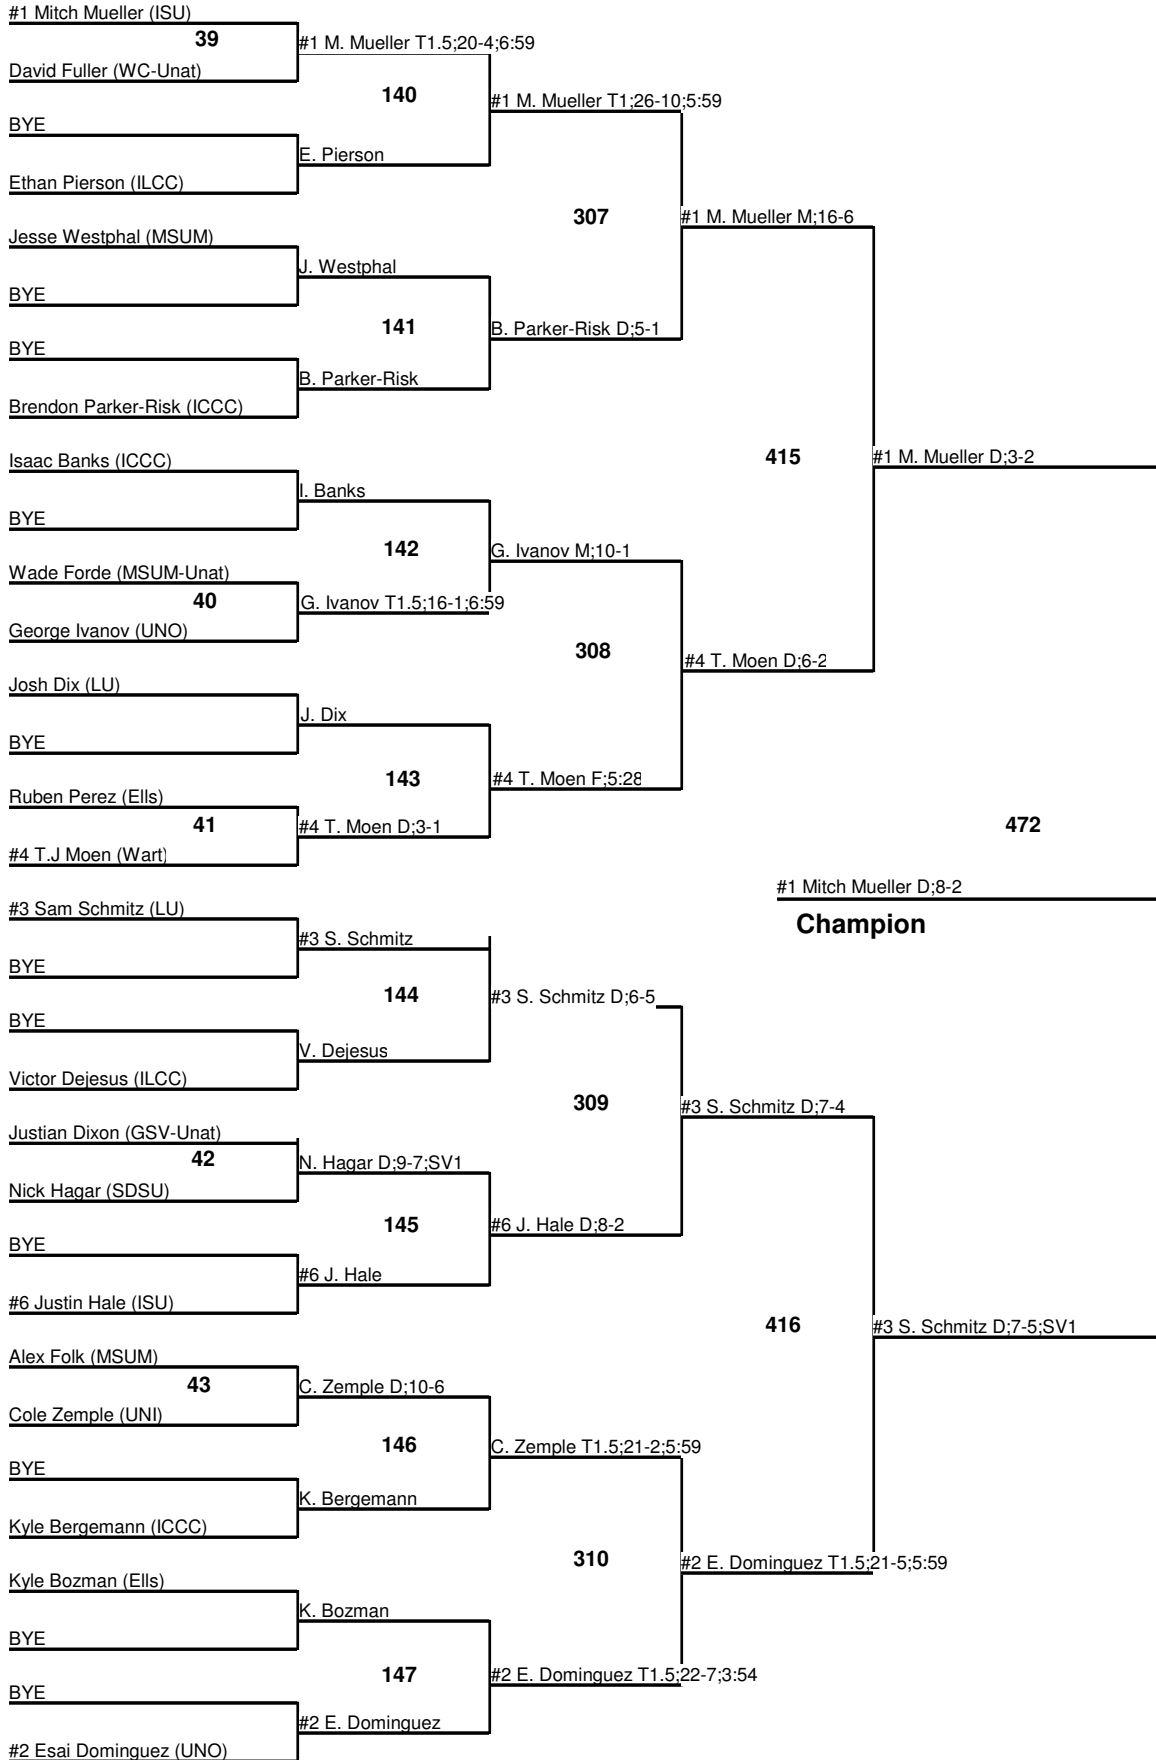 #1 Mitch Mueller (ISU)
39
#1 M. Mueller T1.5;20-4;6:59
David Fuller (WC-Unat)
140
#1 M. Mueller T1;26-10;5:59
BYE
E. Pierson
Ethan Pierson (ILCC)
307
#1 M. Mueller M;16-6
Jesse Westphal (MSUM)
J. Westphal
BYE
141
B. Parker-Risk D;5-1
BYE
B. Parker-Risk
Brendon Parker-Risk (ICCC)
415
#1 M. Mueller D;3-2
Isaac Banks (ICCC)
I. Banks
BYE
142
G. Ivanov M;10-1
Wade Forde (MSUM-Unat)
40
G. Ivanov T1.5;16-1;6:59
George Ivanov (UNO)
308
#4 T. Moen D;6-2
Josh Dix (LU)
J. Dix
BYE
143
#4 T. Moen F;5:28
Ruben Perez (Ells)
41
#4 T. Moen D;3-1
472
#4 T.J Moen (Wart)
#1 Mitch Mueller D;8-2
Champion
#3 Sam Schmitz (LU)
#3 S. Schmitz
BYE
144
#3 S. Schmitz D;6-5
BYE
V. Dejesus
Victor Dejesus (ILCC)
309
#3 S. Schmitz D;7-4
Justian Dixon (GSV-Unat)
42
N. Hagar D;9-7;SV1
Nick Hagar (SDSU)
145
#6 J. Hale D;8-2
BYE
#6 J. Hale
#6 Justin Hale (ISU)
416
#3 S. Schmitz D;7-5;SV1
Alex Folk (MSUM)
43
C. Zemple D;10-6
Cole Zemple (UNI)
146
C. Zemple T1.5;21-2;5:59
BYE
K. Bergemann
Kyle Bergemann (ICCC)
310
#2 E. Dominguez T1.5;21-5;5:59
Kyle Bozman (Ells)
K. Bozman
BYE
147
#2 E. Dominguez T1.5;22-7;3:54
BYE
#2 E. Dominguez
#2 Esai Dominguez (UNO)